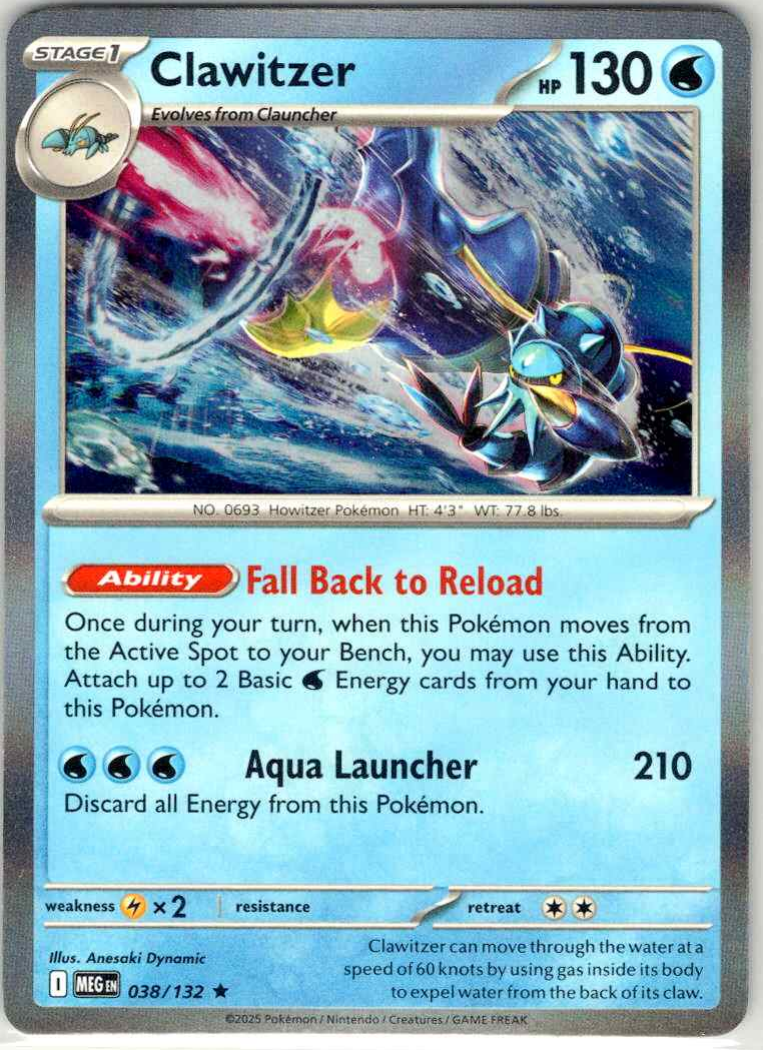 STAGE 1
Clawitzer
HP 130
Evolves from Clauncher
NO. 0693 Howitzer Pokémon HT: 4'3" WT: 77.8 lbs.
Ability Fall Back to Reload
Once during your turn, when this Pokémon moves from
the Active Spot to your Bench, you may use this Ability.
Attach up to 2 Basic Energy cards from your hand to
this Pokémon.
Aqua Launcher 210
Discard all Energy from this Pokémon.
weakness ×2 resistance retreat
Illus. Anesaki Dynamic
I MEG EN 038/132 ★
Clawitzer can move through the water at a
speed of 60 knots by using gas inside its body
to expel water from the back of its claw.
©2025 Pokémon / Nintendo / Creatures / GAME FREAK